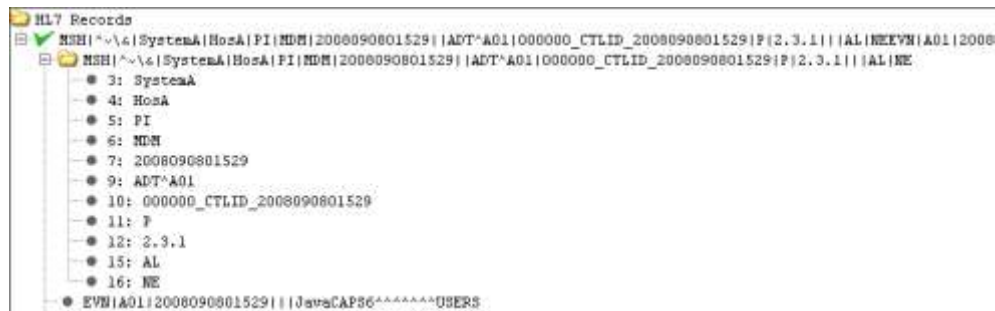 HL7 Records
MSH|^~\&|SystemA|HosA|PI|MDM|2008090801529||ADT^A01|000000_CTLID_2008090801529|P|2.3.1|||AL|NEEVN|A01|2008
MSH|^~\&|SystemA|HosA|PI|MDM|2008090801529||ADT^A01|000000_CTLID_2008090801529|P|2.3.1|||AL|NE
3: SystemA
4: HosA
5: PI
6: MDM
7: 2008090801529
9: ADT^A01
10: 000000_CTLID_2008090801529
11: P
12: 2.3.1
15: AL
16: NE
EVN|A01|2008090801529|||JavaCAPS6^^^^^^^USERS